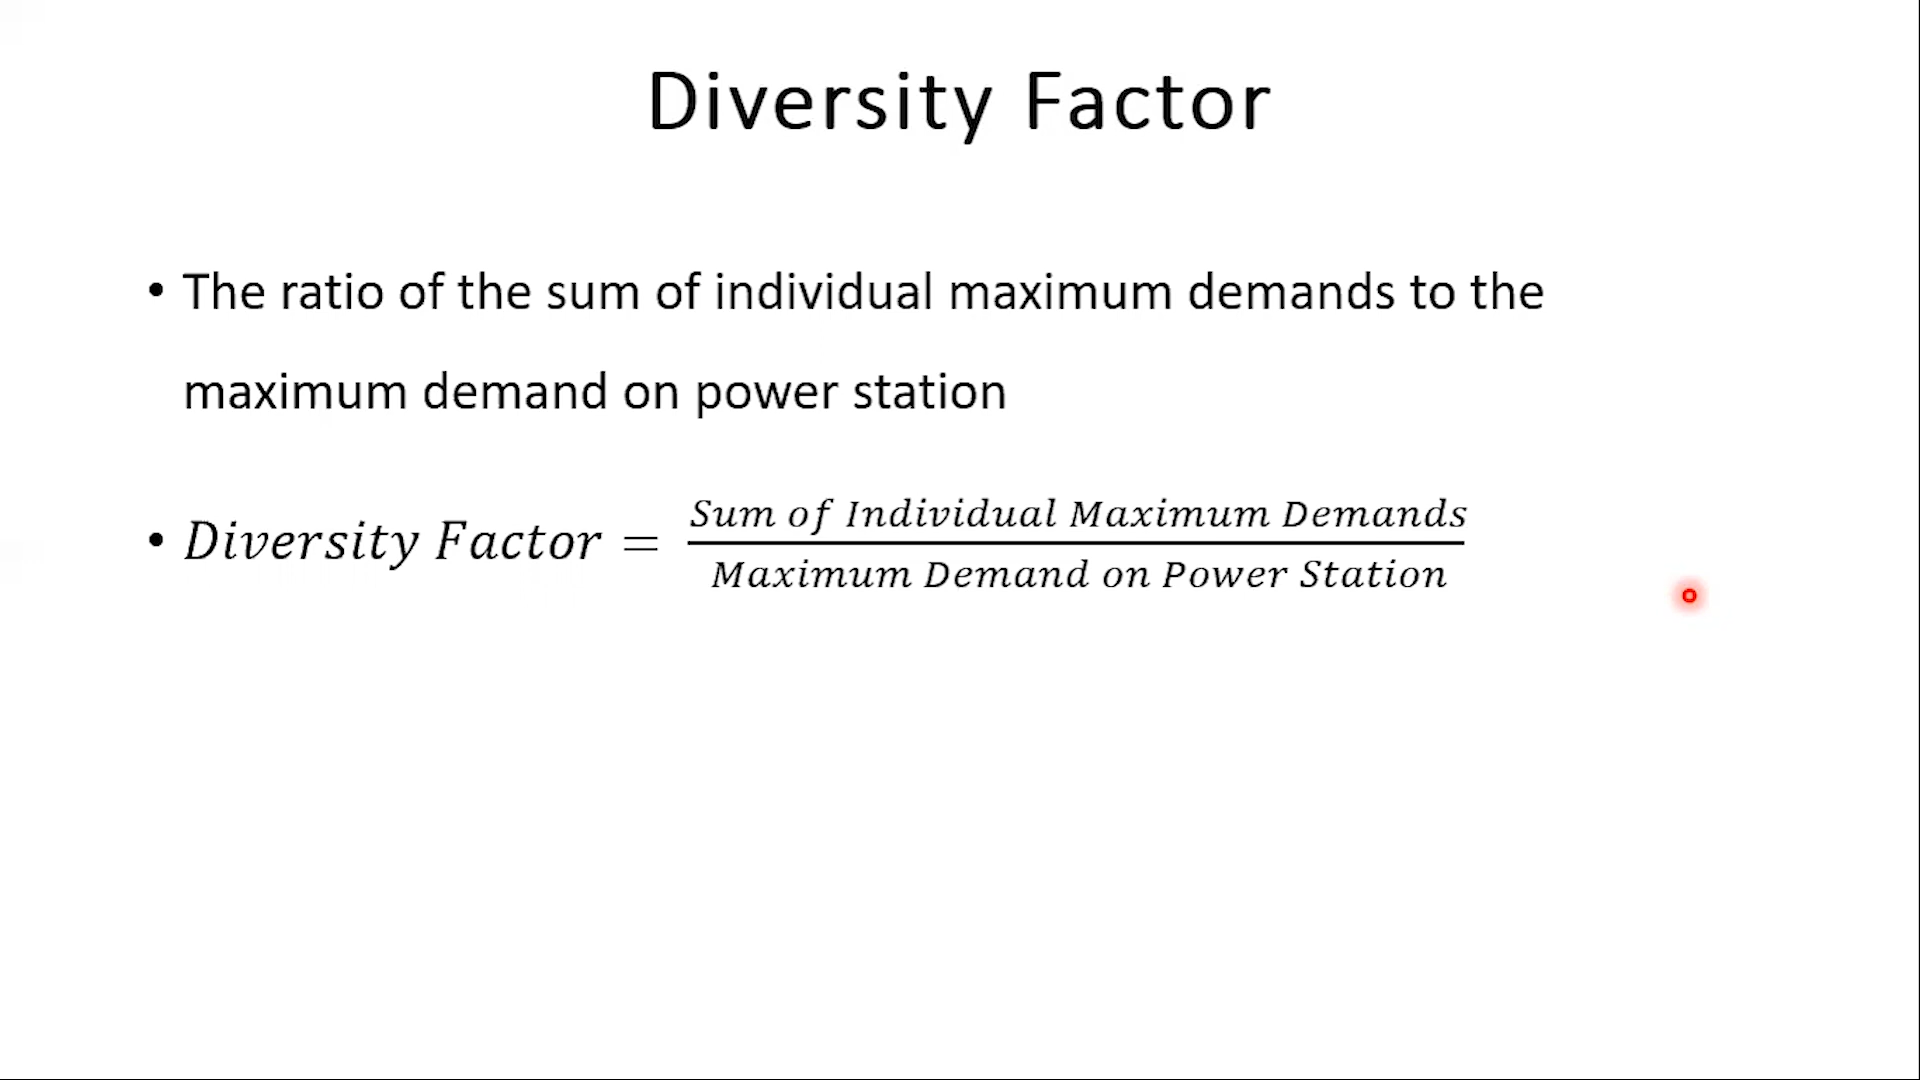 Diversity Factor
• The ratio of the sum of individual maximum demands to the
maximum demand on power station
• Diversity Factor = Sum of Individual Maximum Demands
Maximum Demand on Power Station